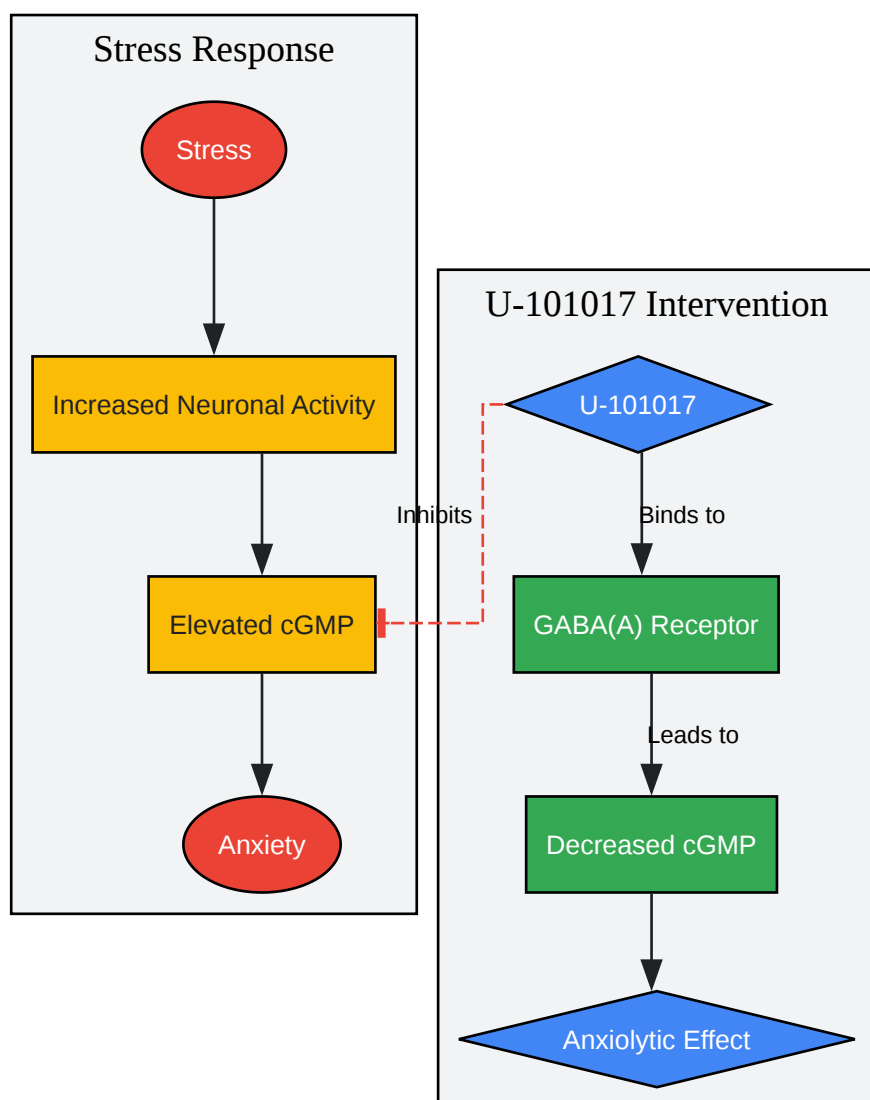 Stress Response
Stress
Increased Neuronal Activity
Elevated cGMP
Anxiety
Inhibits
U-101017 Intervention
U-101017
Binds to
GABA(A) Receptor
Leads to
Decreased cGMP
Anxiolytic Effect